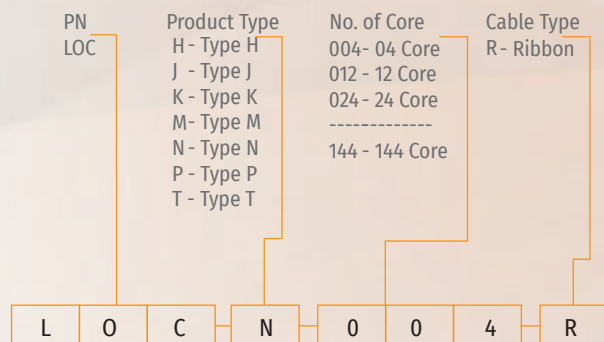 PN
LOC
Product Type
H - Type H
J - Type J
K - Type K
M- Type M
N - Type N
P - Type P
T - Type T
No. of Core
004- 04 Core
012 - 12 Core
024 - 24 Core
-------------
144 - 144 Core
Cable Type
R - Ribbon
L O C N 0 0 4 R